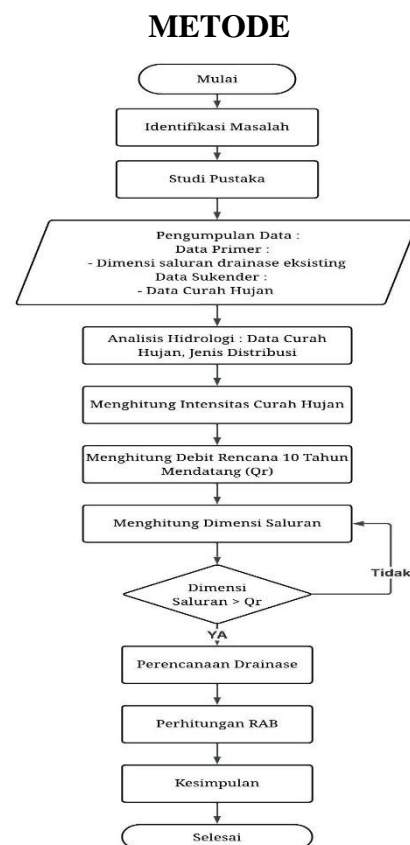 METODE
Mulai
Identifikasi Masalah
Studi Pustaka
Pengumpulan Data :
Data Primer :
- Dimensi saluran drainase eksisting
Data Sukender :
- Data Curah Hujan
Analisis Hidrologi : Data Curah
Hujan, Jenis Distribusi
Menghitung Intensitas Curah Hujan
Menghitung Debit Rencana 10 Tahun
Mendatang (Qr)
Menghitung Dimensi Saluran
Tidak
Dimensi
Saluran > Qr
YA
Perencanaan Drainase
Perhitungan RAB
Kesimpulan
Selesai